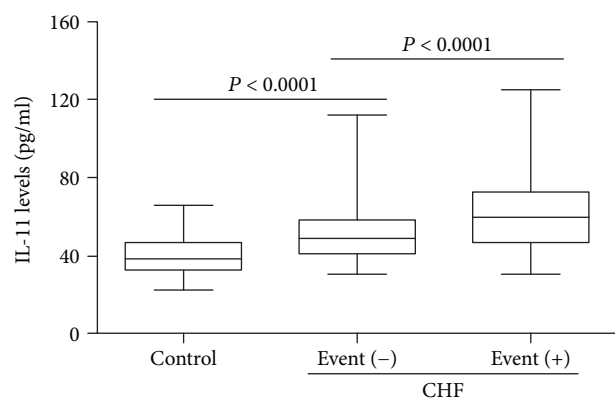 160
P < 0.0001
120
P < 0.0001
80
40
0
IL-11 levels (pg/ml)
Control
Event (−)
Event (+)
CHF